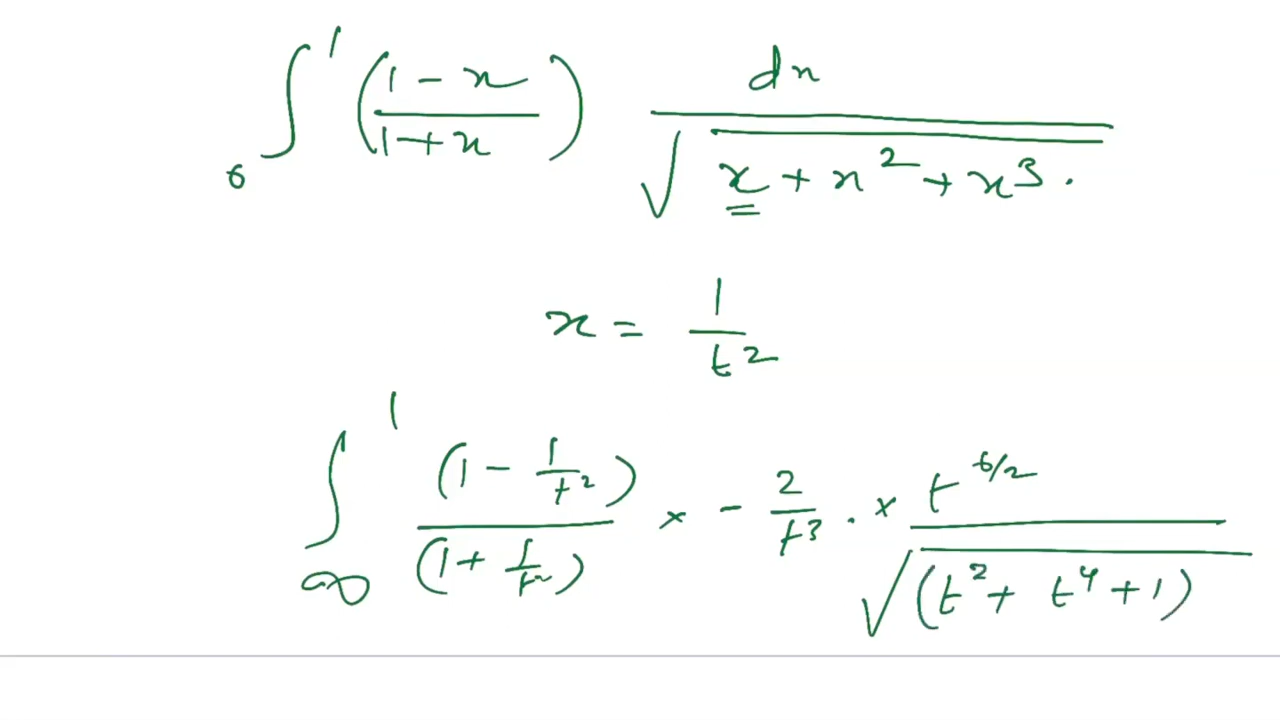 ∫₀¹ ((1 - x)/(1 + x)) dx/√(x + x² + x³) .
x = 1/t²
∫_∞^1 (1 - 1/t²)/(1 + 1/t²) × - 2/t³ . × t^(6/2)/√(t² + t⁴ + 1)